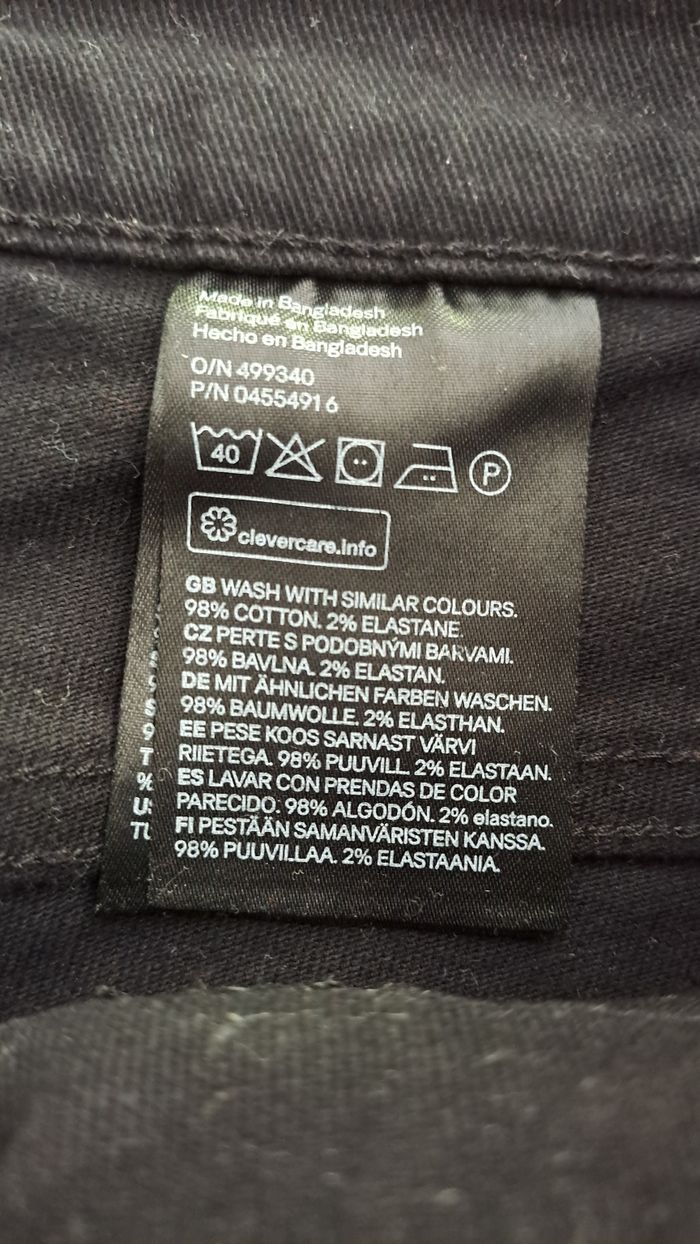 Made in Bangladesh
Fabriqué en Bangladesh
Hecho en Bangladesh
O/N 499340
P/N 04554916
40 P
clevercare.info
GB WASH WITH SIMILAR COLOURS.
98% COTTON. 2% ELASTANE.
CZ PERTE S PODOBNÝMI BARVAMI.
98% BAVLNA. 2% ELASTAN.
DE MIT ÄHNLICHEN FARBEN WASCHEN.
98% BAUMWOLLE. 2% ELASTHAN.
EE PESE KOOS SARNAST VÄRVI
RIIETEGA. 98% PUUVILL. 2% ELASTAAN.
ES LAVAR CON PRENDAS DE COLOR
PARECIDO. 98% ALGODÓN. 2% elastano.
FI PESTÄÄN SAMANVÄRISTEN KANSSA.
98% PUUVILLAA. 2% ELASTAANIA.